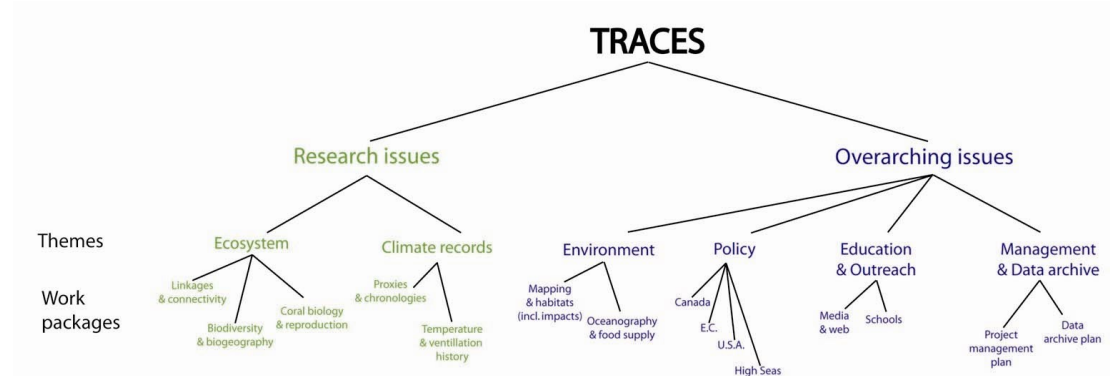 TRACES
Research issues
Overarching issues
Themes
Ecosystem
Climate records
Environment
Policy
Education
& Outreach
Management
& Data archive
Work
packages
Linkages
& connectivity
Biodiversity
& biogeography
Coral biology
& reproduction
Proxies
& chronologies
Temperature
& ventillation
history
Mapping
& habitats
(incl. impacts)
Oceanography
& food supply
Canada
E.C.
U.S.A.
High Seas
Media
& web
Schools
Project
management
plan
Data
archive plan